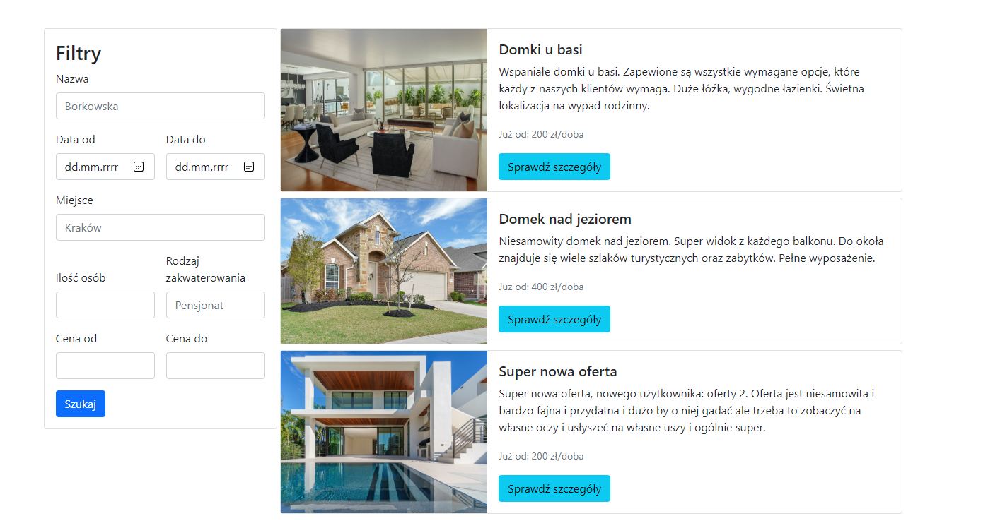 Filtry
Nazwa
Borkowska
Data od
Data do
dd.mm.rrrr
dd.mm.rrrr
Miejsce
Kraków
Ilość osób
Rodzaj
zakwaterowania
Pensjonat
Cena od
Cena do
Szukaj
Domki u basi
Wspaniałe domki u basi. Zapewione są wszystkie wymagane opcje, które
każdy z naszych klientów wymaga. Duże łóźka, wygodne łazienki. Świetna
lokalizacja na wypad rodzinny.
Już od: 200 zł/doba
Sprawdź szczegóły
Domek nad jeziorem
Niesamowity domek nad jeziorem. Super widok z każdego balkonu. Do okoła
znajduje się wiele szlaków turystycznych oraz zabytków. Pełne wyposażenie.
Już od: 400 zł/doba
Sprawdź szczegóły
Super nowa oferta
Super nowa oferta, nowego użytkownika: oferty 2. Oferta jest niesamowita i
bardzo fajna i przydatna i dużo by o niej gadać ale trzeba to zobaczyć na
własne oczy i usłyszeć na własne uszy i ogólnie super.
Już od: 200 zł/doba
Sprawdź szczegóły